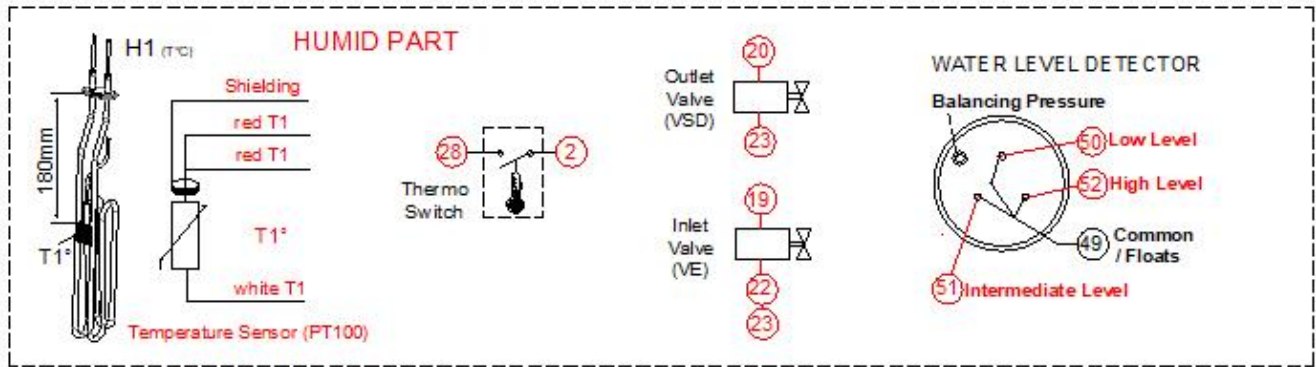 HUMID PART
H1 (T°C)
180mm
T1°
Shielding
red T1
red T1
T1°
white T1
Temperature Sensor (PT100)
28
2
Thermo
Switch
20
Outlet
Valve
(VSD)
23
19
Inlet
Valve
(VE)
22
23
WATER LEVEL DETECTOR
Balancing Pressure
50 Low Level
52 High Level
49 Common
/ Floats
51 Intermediate Level